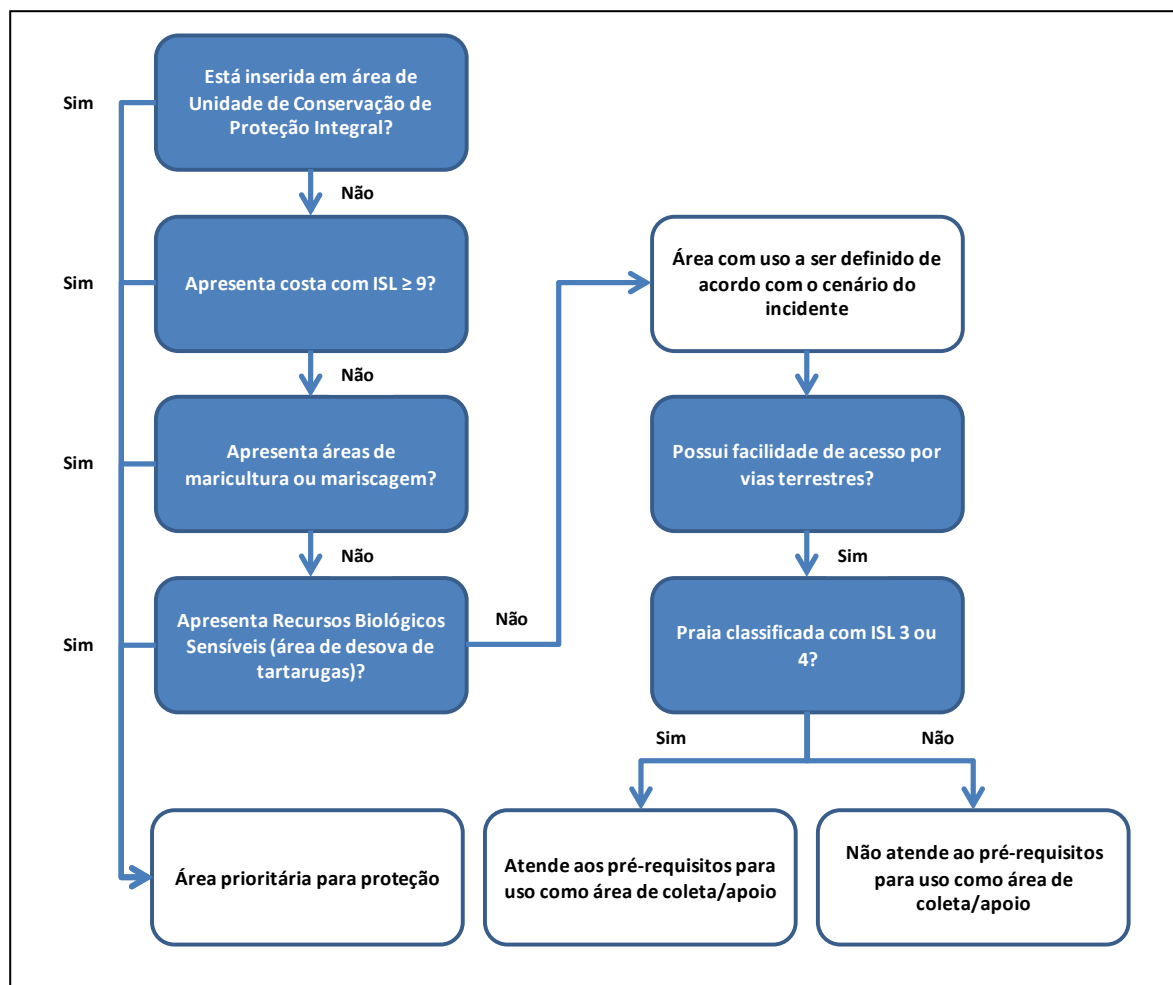 Está inserida em área de
Unidade de Conservação de
Proteção Integral?
Sim
Não
Apresenta costa com ISL ≥ 9?
Sim
Não
Apresenta áreas de
maricultura ou mariscagem?
Sim
Não
Apresenta Recursos Biológicos
Sensíveis (área de desova de
tartarugas)?
Sim
Não
Área com uso a ser definido de
acordo com o cenário do
incidente
Possui facilidade de acesso por
vias terrestres?
Sim
Praia classificada com ISL 3 ou
4?
Sim
Não
Área prioritária para proteção
Atende aos pré-requisitos para
uso como área de coleta/apoio
Não atende ao pré-requisitos
para uso como área de
coleta/apoio